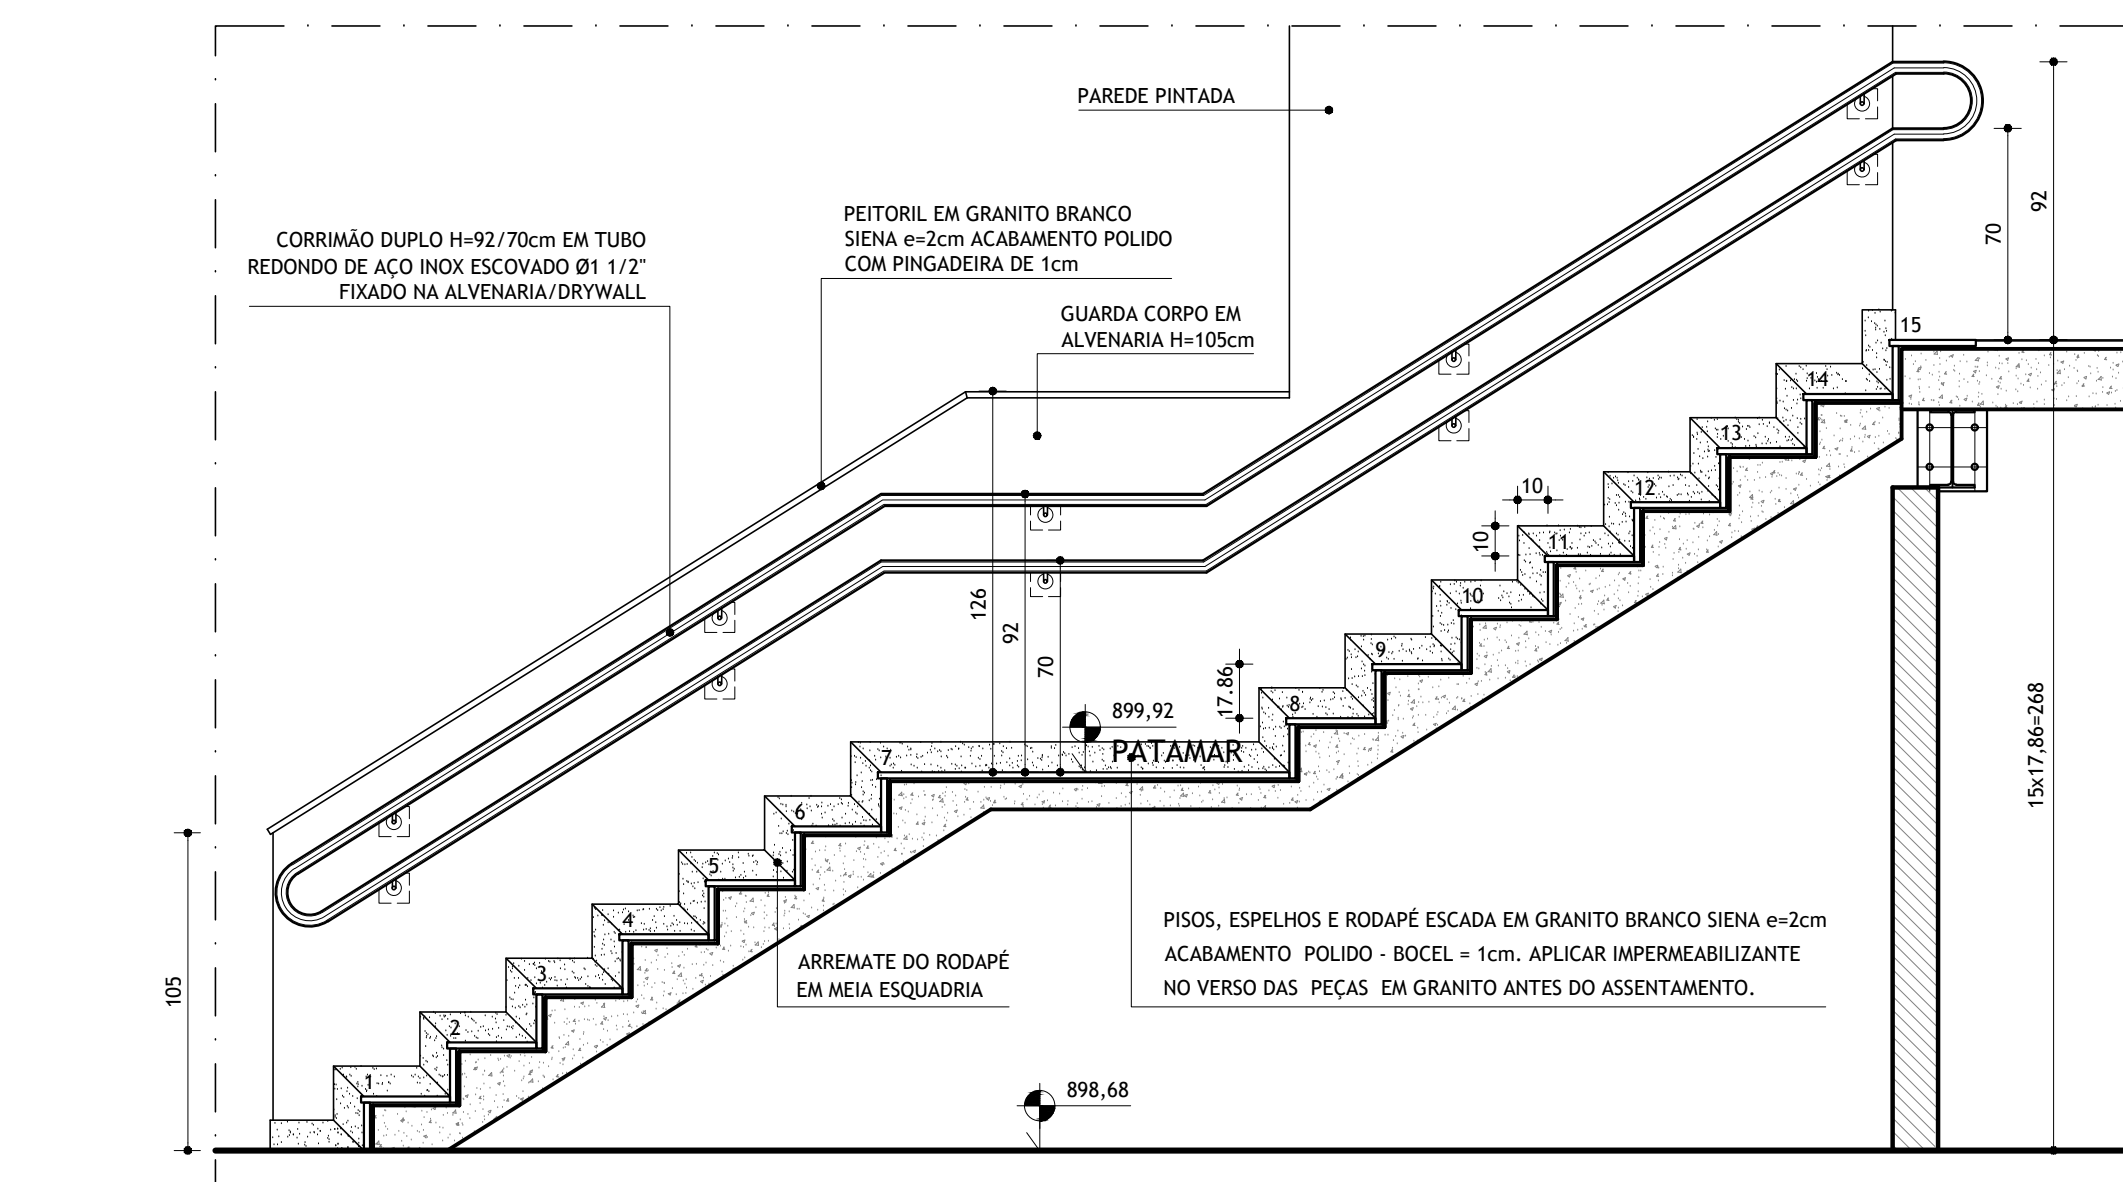 PAREDE PINTADA
PEITORIL EM GRANITO BRANCO
SIENA e=2cm ACABAMENTO POLIDO
COM PINGADEIRA DE 1cm
CORRIMÃO DUPLO H=92/70cm EM TUBO
REDONDO DE AÇO INOX ESCOVADO Ø1 1/2"
FIXADO NA ALVENARIA/DRYWALL
GUARDA CORPO EM
ALVENARIA H=105cm
92
70
15
14
13
12
10
11
10
10
9
8
17.86
126
92
70
899,92
PATAMAR
7
6
5
4
3
2
1
105
15x17,86=268
ARREMATE DO RODAPÉ
EM MEIA ESQUADRIA
PISOS, ESPELHOS E RODAPÉ ESCADA EM GRANITO BRANCO SIENA e=2cm
ACABAMENTO POLIDO - BOCEL = 1cm. APLICAR IMPERMEABILIZANTE
NO VERSO DAS PEÇAS EM GRANITO ANTES DO ASSENTAMENTO.
898,68